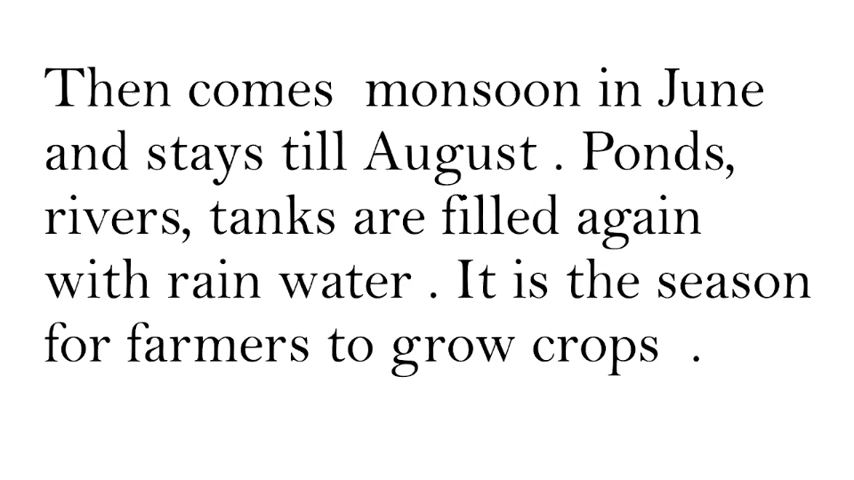 Then comes  monsoon in June
and stays till August . Ponds,
rivers, tanks are filled again
with rain water . It is the season
for farmers to grow crops  .